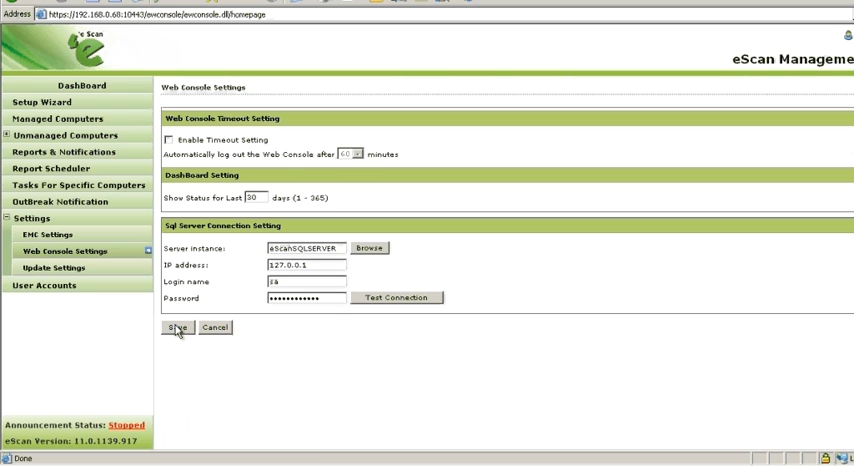 Address https://192.168.0.68:10443/ewconsole/ewconsole.dll/homepage
e Scan
eScan Manageme
DashBoard
Setup Wizard
Managed Computers
Unmanaged Computers
Reports & Notifications
Report Scheduler
Tasks For Specific Computers
OutBreak Notification
Settings
EMC Settings
Web Console Settings
Update Settings
User Accounts
Announcement Status: Stopped
eScan Version: 11.0.1139.917
Web Console Settings
Web Console Timeout Setting
Enable Timeout Setting
Automatically log out the Web Console after 60 minutes
DashBoard Setting
Show Status for Last 30 days (1 - 365)
Sql Server Connection Setting
Server instance: eScanSQLSERVER Browse
IP address: 127.0.0.1
Login name sa
Password •••••••••••• Test Connection
Save Cancel
Done